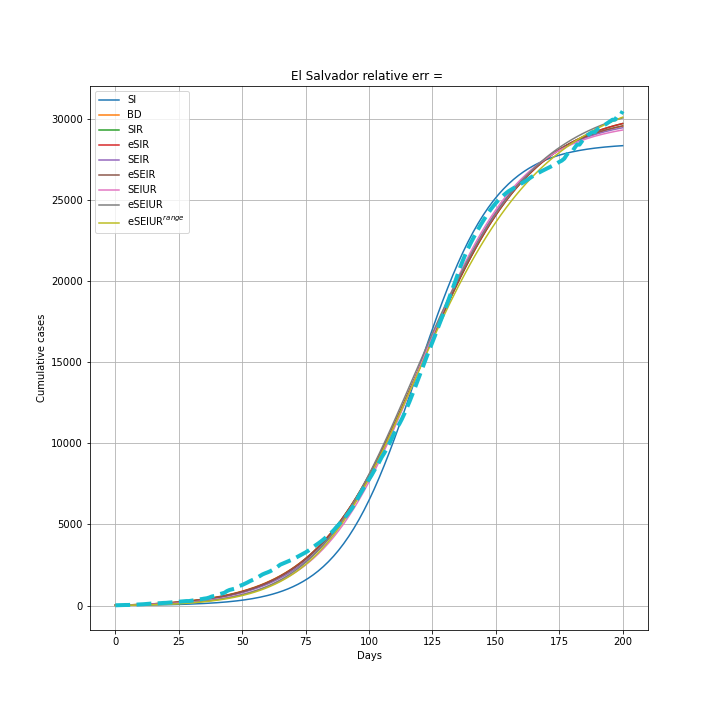 El Salvador relative err =
SI
BD
SIR
eSIR
SEIR
eSEIR
SEIUR
eSEIUR
eSEIUR^range
30000
25000
20000
15000
10000
5000
0
Cumulative cases
0 25 50 75 100 125 150 175 200
Days